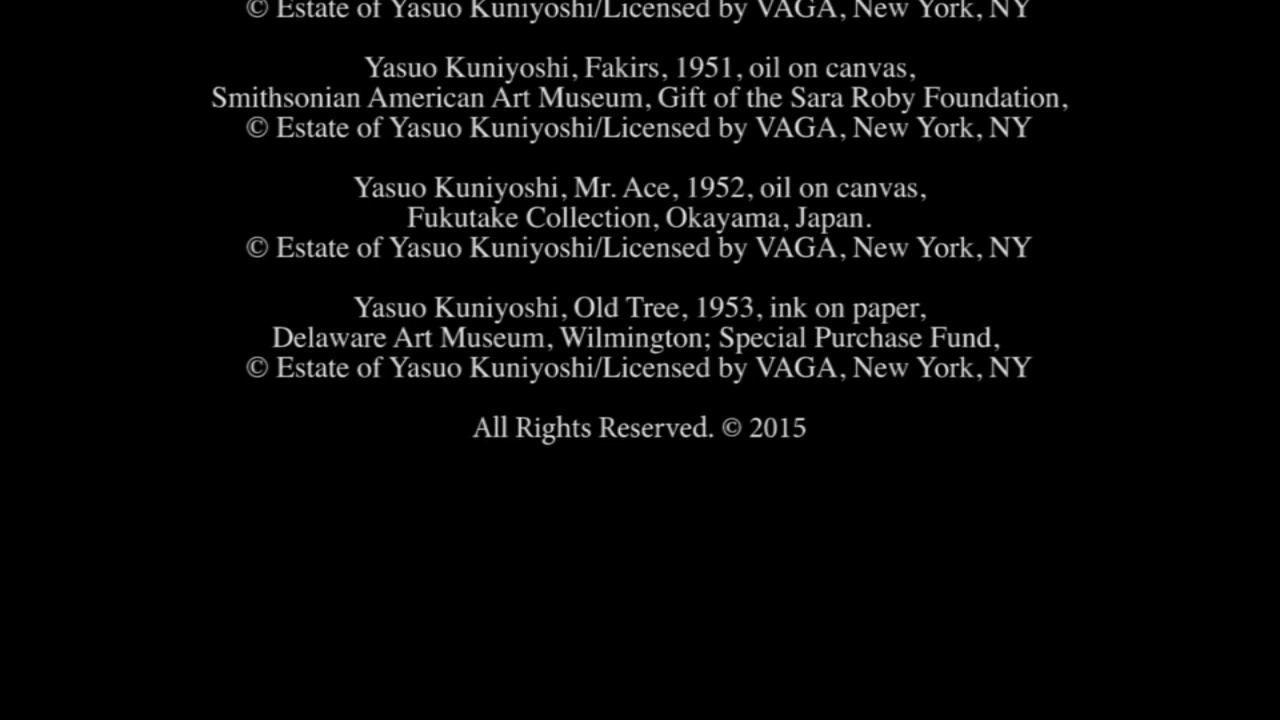 © Estate of Yasuo Kuniyoshi/Licensed by VAGA, New York, NY
Yasuo Kuniyoshi, Fakirs, 1951, oil on canvas,
Smithsonian American Art Museum, Gift of the Sara Roby Foundation,
© Estate of Yasuo Kuniyoshi/Licensed by VAGA, New York, NY
Yasuo Kuniyoshi, Mr. Ace, 1952, oil on canvas,
Fukutake Collection, Okayama, Japan.
© Estate of Yasuo Kuniyoshi/Licensed by VAGA, New York, NY
Yasuo Kuniyoshi, Old Tree, 1953, ink on paper,
Delaware Art Museum, Wilmington; Special Purchase Fund,
© Estate of Yasuo Kuniyoshi/Licensed by VAGA, New York, NY
All Rights Reserved. © 2015